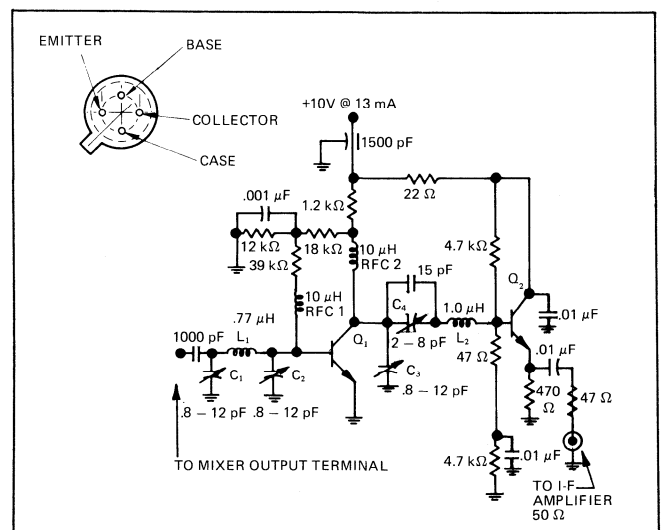 EMITTER
BASE
COLLECTOR
CASE
+10V @ 13 mA
1500 pF
22 Ω
.001 µF
1.2 kΩ
12 kΩ
18 kΩ
39 kΩ
10 µH
RFC 2
4.7 kΩ
15 pF
10 µH
RFC 1
Q2
C4
1.0 µH
.01 µF
1000 pF
.77 µH
L1
Q1
2 – 8 pF
L2
47 Ω
.01 µF
C1
C2
C3
470
Ω
47 Ω
.8 – 12 pF
.8 – 12 pF
.8 – 12 pF
.01 µF
4.7 kΩ
TO MIXER OUTPUT TERMINAL
TO I-F
AMPLIFIER
50 Ω